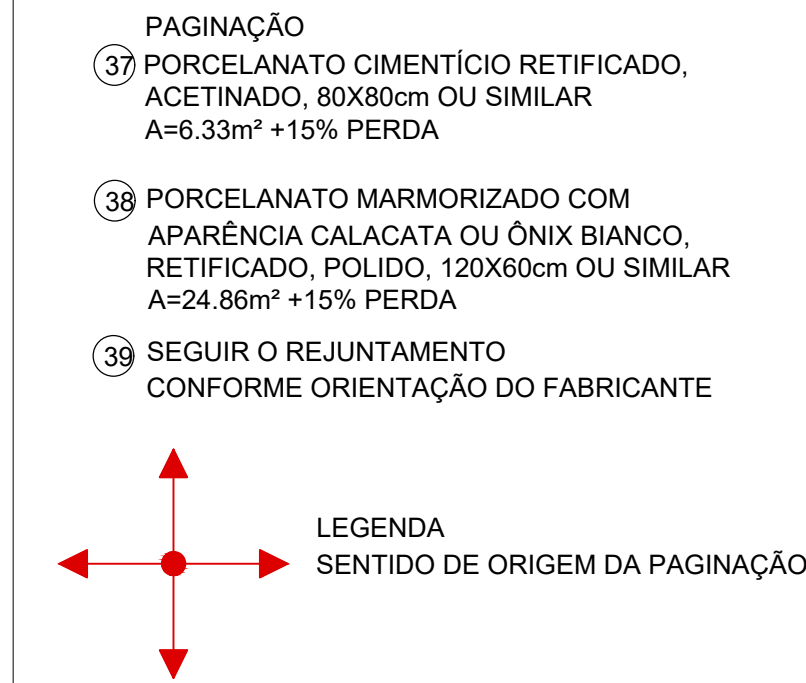 PAGINAÇÃO
37 PORCELANATO CIMENTÍCIO RETIFICADO,
ACETINADO, 80X80cm OU SIMILAR
A=6.33m² +15% PERDA
38 PORCELANATO MARMORIZADO COM
APARÊNCIA CALACATA OU ÔNIX BIANCO,
RETIFICADO, POLIDO, 120X60cm OU SIMILAR
A=24.86m² +15% PERDA
39 SEGUIR O REJUNTAMENTO
CONFORME ORIENTAÇÃO DO FABRICANTE
LEGENDA
SENTIDO DE ORIGEM DA PAGINAÇÃO